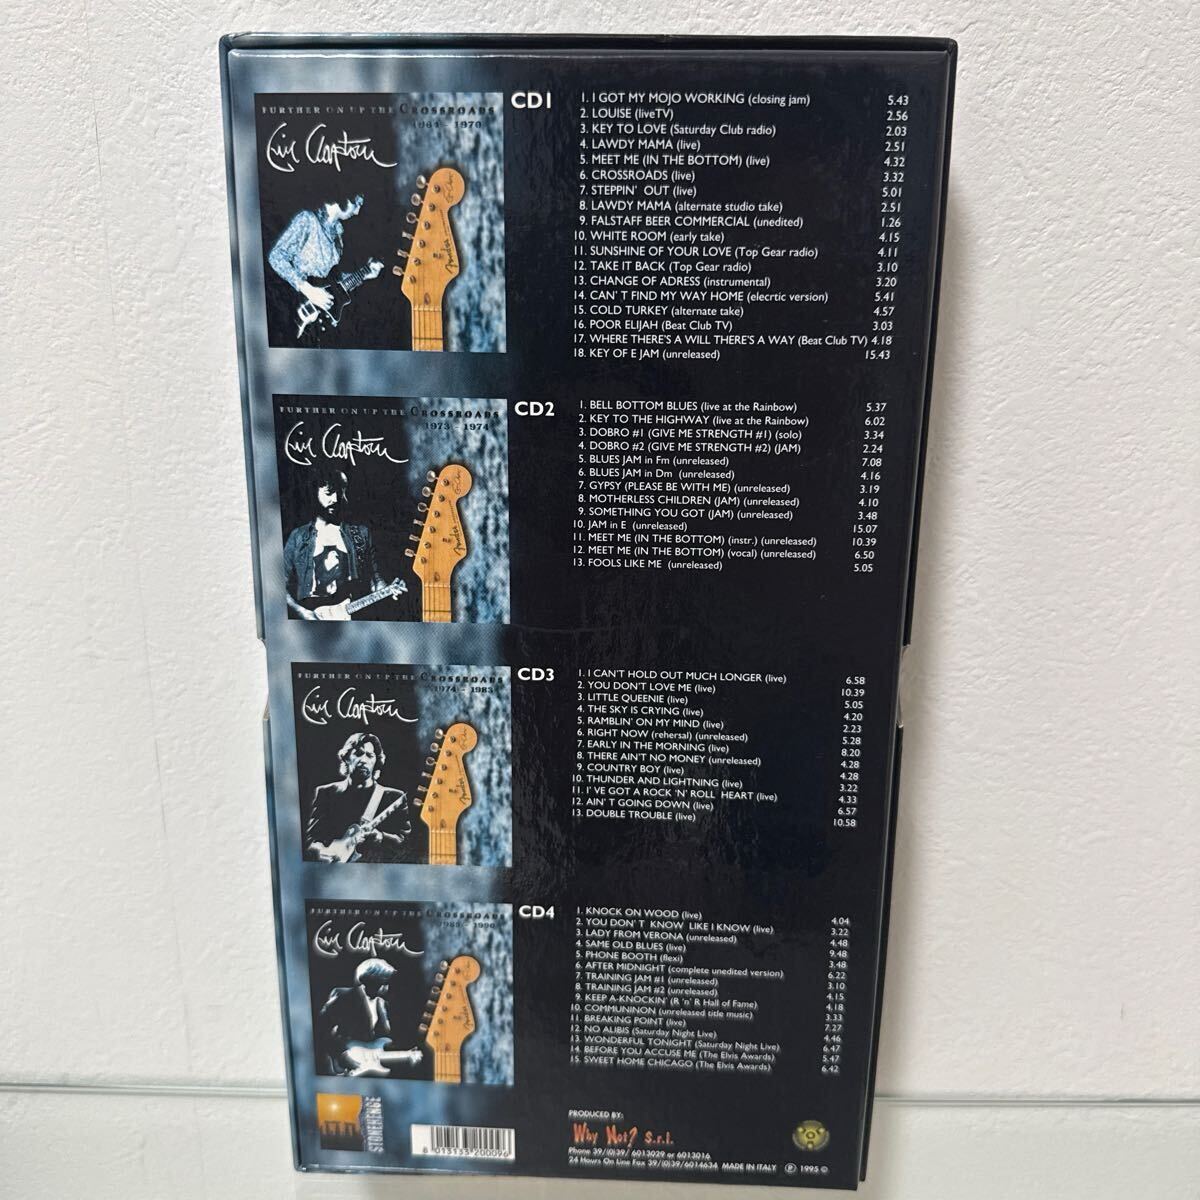 FURTHER ON UP THE CROSSROADS
1964 - 1970
Eric Clapton
Fender
CD1
1. I GOT MY MOJO WORKING (closing jam) 5.43
2. LOUISE (liveTV) 2.56
3. KEY TO LOVE (Saturday Club radio) 2.03
4. LAWDY MAMA (live) 2.51
5. MEET ME (IN THE BOTTOM) (live) 4.32
6. CROSSROADS (live) 3.32
7. STEPPIN' OUT (live) 5.01
8. LAWDY MAMA (alternate studio take) 2.51
9. FALSTAFF BEER COMMERCIAL (unedited) 1.26
10. WHITE ROOM (early take) 4.15
11. SUNSHINE OF YOUR LOVE (Top Gear radio) 4.11
12. TAKE IT BACK (Top Gear radio) 3.10
13. CHANGE OF ADRESS (instrumental) 3.20
14. CAN'T FIND MY WAY HOME (elecrtic version) 5.41
15. COLD TURKEY (alternate take) 4.57
16. POOR ELIJAH (Beat Club TV) 3.03
17. WHERE THERE'S A WILL THERE'S A WAY (Beat Club TV) 4.18
18. KEY OF E JAM (unreleased) 15.43
FURTHER ON UP THE CROSSROADS
1973 - 1974
Eric Clapton
Fender
CD2
1. BELL BOTTOM BLUES (live at the Rainbow) 5.37
2. KEY TO THE HIGHWAY (live at the Rainbow) 6.02
3. DOBRO #1 (GIVE ME STRENGTH #1) (solo) 3.34
4. DOBRO #2 (GIVE ME STRENGTH #2) (JAM) 2.24
5. BLUES JAM in Fm (unreleased) 7.08
6. BLUES JAM in Dm (unreleased) 4.16
7. GYPSY (PLEASE BE WITH ME) (unreleased) 3.19
8. MOTHERLESS CHILDREN (JAM) (unreleased) 4.10
9. SOMETHING YOU GOT (JAM) (unreleased) 3.48
10. JAM in E (unreleased) 15.07
11. MEET ME (IN THE BOTTOM) (instr.) (unreleased) 10.39
12. MEET ME (IN THE BOTTOM) (vocal) (unreleased) 6.50
13. FOOLS LIKE ME (unreleased) 5.05
FURTHER ON UP THE CROSSROADS
1974 - 1983
Eric Clapton
Fender
CD3
1. I CAN'T HOLD OUT MUCH LONGER (live) 6.58
2. YOU DON'T LOVE ME (live) 10.39
3. LITTLE QUEENIE (live) 5.05
4. THE SKY IS CRYING (live) 4.20
5. RAMBLIN' ON MY MIND (live) 2.23
6. RIGHT NOW (rehersal) (unreleased) 5.28
7. EARLY IN THE MORNING (live) 8.20
8. THERE AIN'T NO MONEY (unreleased) 4.28
9. COUNTRY BOY (live) 4.28
10. THUNDER AND LIGHTNING (live) 3.22
11. I'VE GOT A ROCK 'N' ROLL HEART (live) 4.33
12. AIN'T GOING DOWN (live) 6.57
13. DOUBLE TROUBLE (live) 10.58
FURTHER ON UP THE CROSSROADS
1985 - 1990
Eric Clapton
Fender
CD4
1. KNOCK ON WOOD (live) 4.04
2. YOU DON'T KNOW LIKE I KNOW (live) 3.22
3. LADY FROM VERONA (unreleased) 4.48
4. SAME OLD BLUES (live) 9.48
5. PHONE BOOTH (flexi) 3.48
6. AFTER MIDNIGHT (complete unedited version) 6.22
7. TRAINING JAM #1 (unreleased) 3.10
8. TRAINING JAM #2 (unreleased) 4.15
9. KEEP A-KNOCKIN' (R 'n' R Hall of Fame) 4.18
10. COMMUNINON (unreleased title music) 3.33
11. BREAKING POINT (live) 7.27
12. NO ALIBIS (Saturday Night Live) 4.46
13. WONDERFUL TONIGHT (Saturday Night Live) 6.47
14. BEFORE YOU ACCUSE ME (The Elvis Awards) 5.47
15. SWEET HOME CHICAGO (The Elvis Awards) 6.42
STONEHENGE
8 013133 200096
PRODUCED BY:
Why Not? S.r.l.
Phone 39/(0)39/ 6013029 or 6013016
24 Hours On Line Fax 39/(0)39/6014634 MADE IN ITALY ℗ 1995 ©